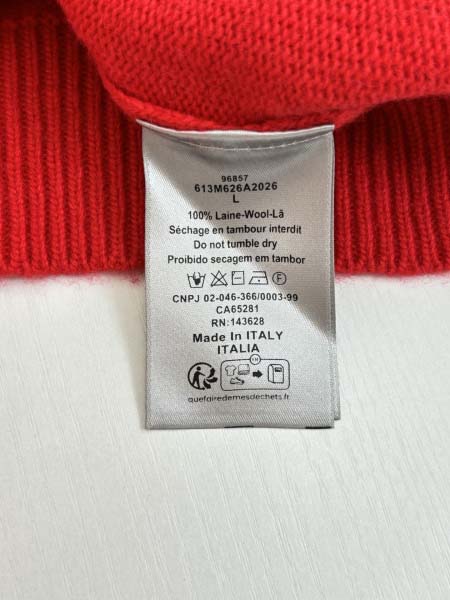 96857
613M626A2026
L
100% Laine-Wool-Lã
Séchage en tambour interdit
Do not tumble dry
Proibido secagem em tambor
CNPJ 02-046-366/0003-99
CA65281
RN:143628
Made In ITALY
ITALIA
quefairedemesdechets.fr